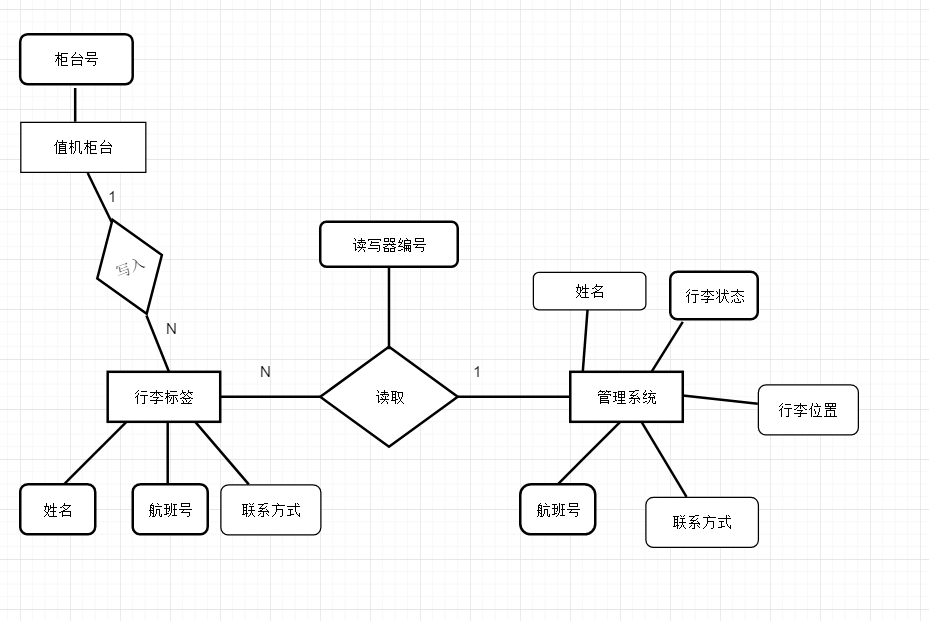 柜台号
值机柜台
1
写入
N
读写器编号
姓名
行李状态
N
1
行李标签
读取
管理系统
行李位置
姓名
航班号
联系方式
航班号
联系方式